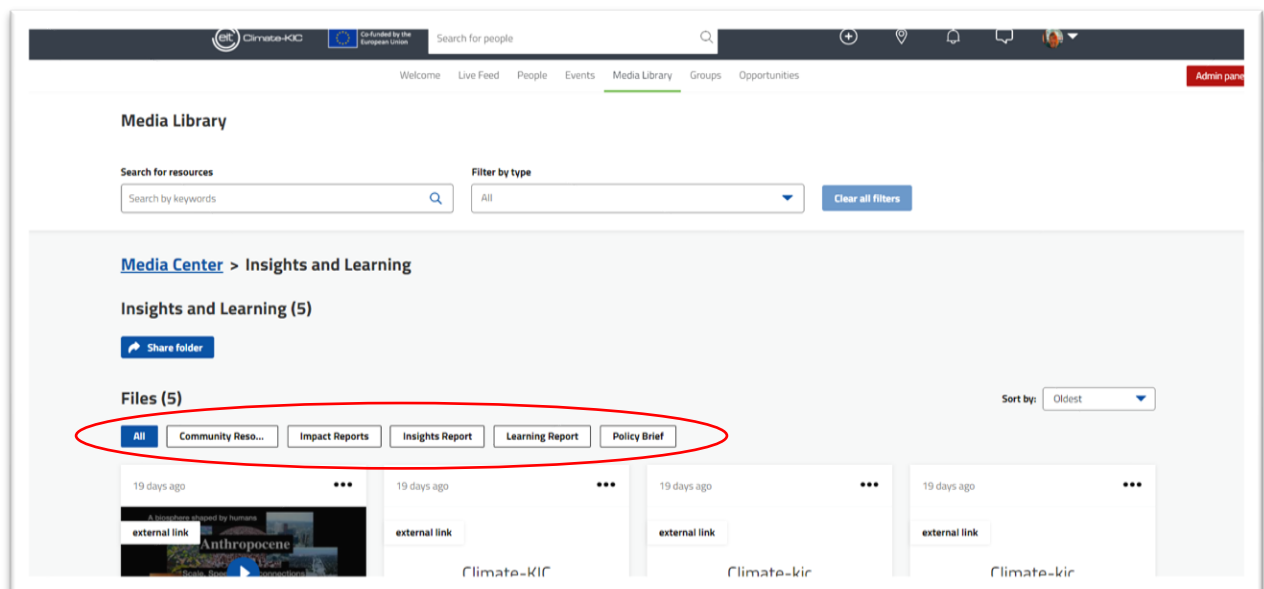 eit Climate-KIC Co-funded by the European Union Search for people
Welcome Live Feed People Events Media Library Groups Opportunities Admin pane
Media Library
Search for resources Filter by type
Search by keywords All Clear all filters
Media Center > Insights and Learning
Insights and Learning (5)
Share folder
Files (5) Sort by: Oldest
All Community Reso... Impact Reports Insights Report Learning Report Policy Brief
19 days ago 19 days ago 19 days ago 19 days ago
A biosphere shaped by humans
external link external link external link external link
Anthropocene
Climate-KIC Climate-kic Climate-kic